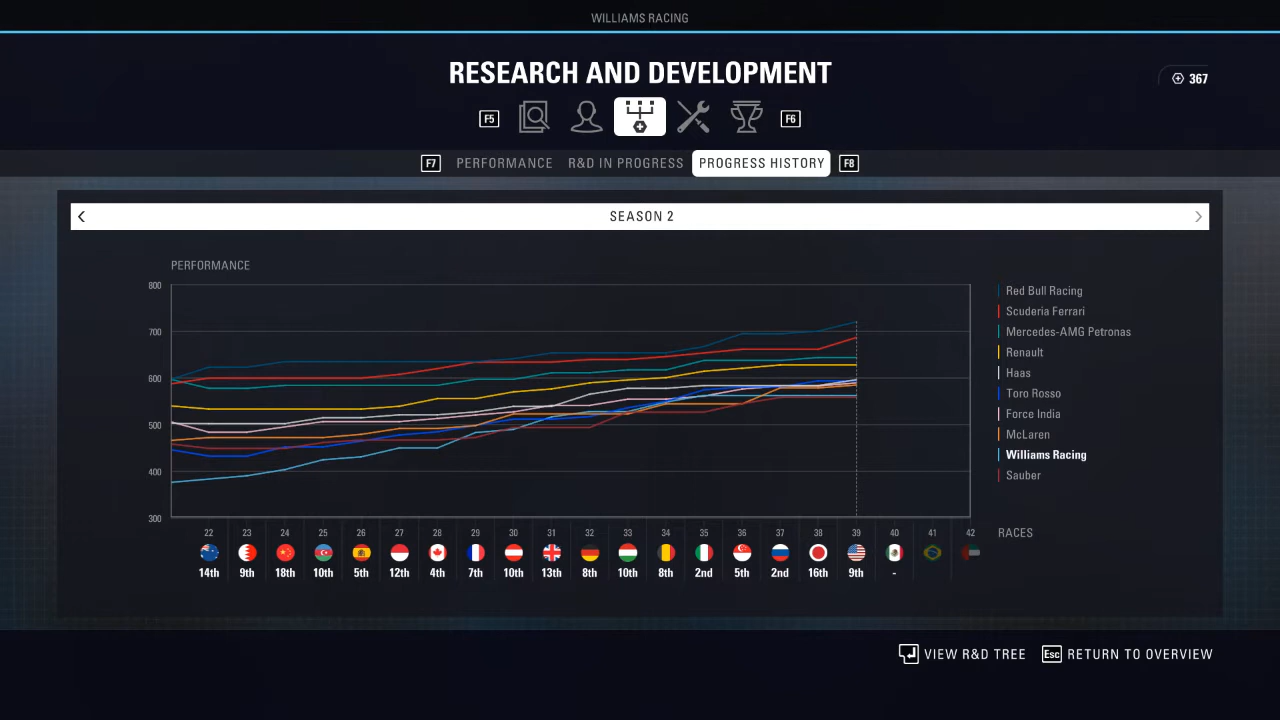 WILLIAMS RACING
RESEARCH AND DEVELOPMENT
367
F5 F6
F7 PERFORMANCE R&D IN PROGRESS PROGRESS HISTORY F8
SEASON 2
PERFORMANCE
800
700
600
500
400
300
Red Bull Racing
Scuderia Ferrari
Mercedes-AMG Petronas
Renault
Haas
Toro Rosso
Force India
McLaren
Williams Racing
Sauber
22 23 24 25 26 27 28 29 30 31 32 33 34 35 36 37 38 39 40 41 42 RACES
14th 9th 18th 10th 5th 12th 4th 7th 10th 13th 8th 10th 8th 2nd 5th 2nd 16th 9th -
VIEW R&D TREE Esc RETURN TO OVERVIEW